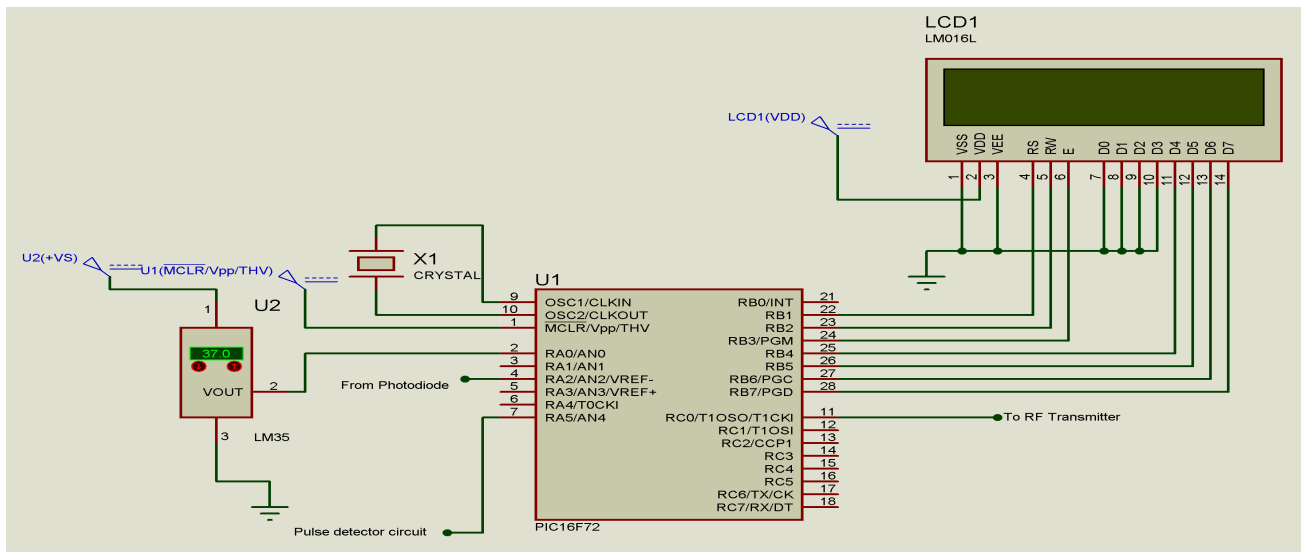 LCD1
LM016L
LCD1(VDD)
VSS VDD VEE RS RW E D0 D1 D2 D3 D4 D5 D6 D7
1 2 3 4 5 6 7 8 9 10 11 12 13 14
U2(+VS)
U1(MCLR/Vpp/THV)
X1
CRYSTAL
U2
1
37.0
VOUT
2
3
LM35
From Photodiode
Pulse detector circuit
U1
9 OSC1/CLKIN
10 OSC2/CLKOUT
1 MCLR/Vpp/THV
2 RA0/AN0
3 RA1/AN1
4 RA2/AN2/VREF-
5 RA3/AN3/VREF+
6 RA4/T0CKI
7 RA5/AN4
RB0/INT 21
RB1 22
RB2 23
RB3/PGM 24
RB4 25
RB5 26
RB6/PGC 27
RB7/PGD 28
RC0/T1OSO/T1CKI 11
RC1/T1OSI 12
RC2/CCP1 13
RC3 14
RC4 15
RC5 16
RC6/TX/CK 17
RC7/RX/DT 18
PIC16F72
To RF Transmitter